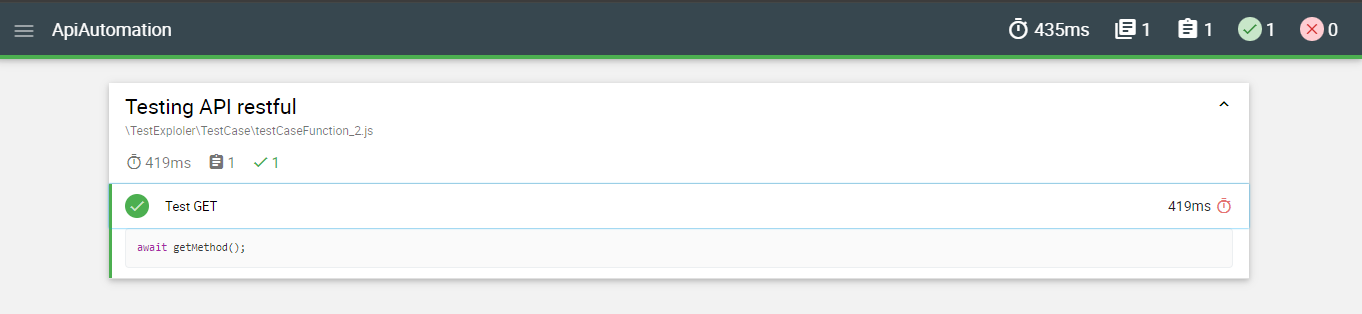 ApiAutomation 435ms 1 1 1 0
Testing API restful
\TestExploler\TestCase\testCaseFunction_2.js
419ms 1 1
Test GET 419ms
await getMethod();